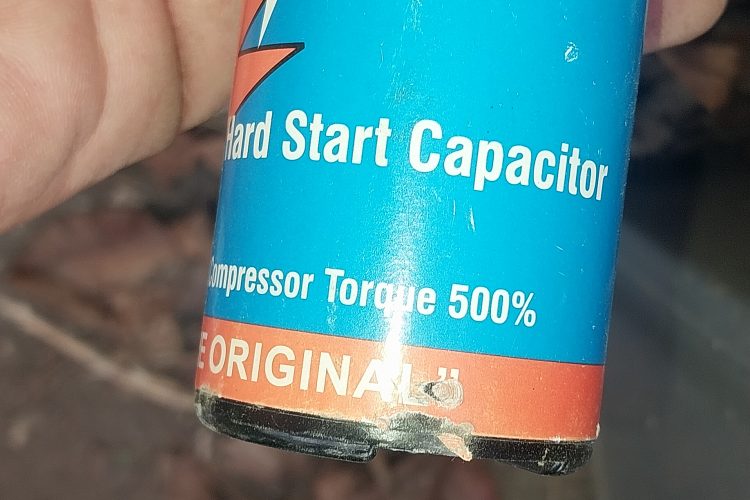 Hard Start Capacitor
Compressor Torque 500%
E ORIGINAL"